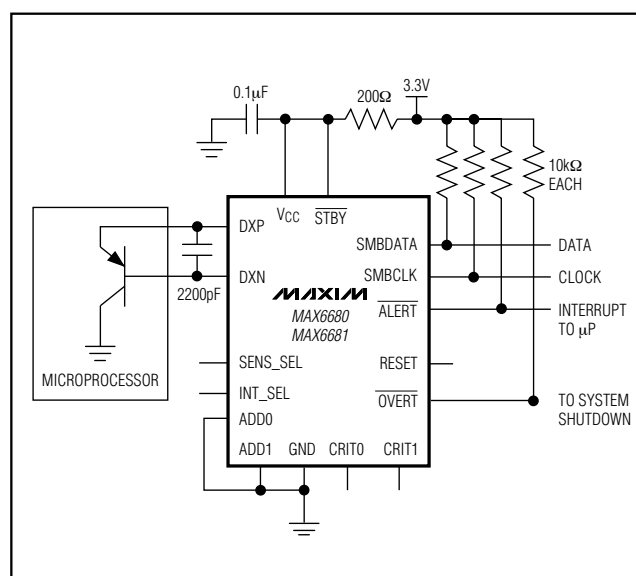 0.1μF
200Ω
3.3V
10kΩ
EACH
VCC
STBY
DXP
DXN
2200pF
MICROPROCESSOR
MAXIM
MAX6680
MAX6681
SMBDATA
SMBCLK
ALERT
RESET
OVERT
SENS_SEL
INT_SEL
ADD0
ADD1
GND
CRIT0
CRIT1
DATA
CLOCK
INTERRUPT
TO μP
TO SYSTEM
SHUTDOWN